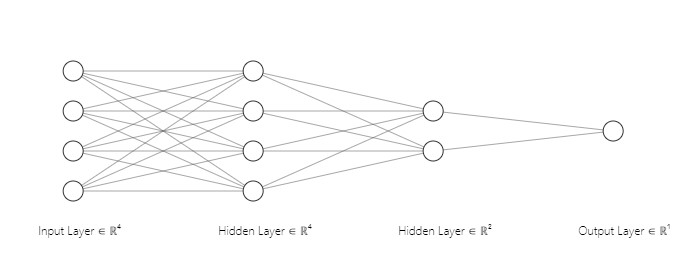 Input Layer ∈ ℝ⁴
Hidden Layer ∈ ℝ⁴
Hidden Layer ∈ ℝ²
Output Layer ∈ ℝ¹